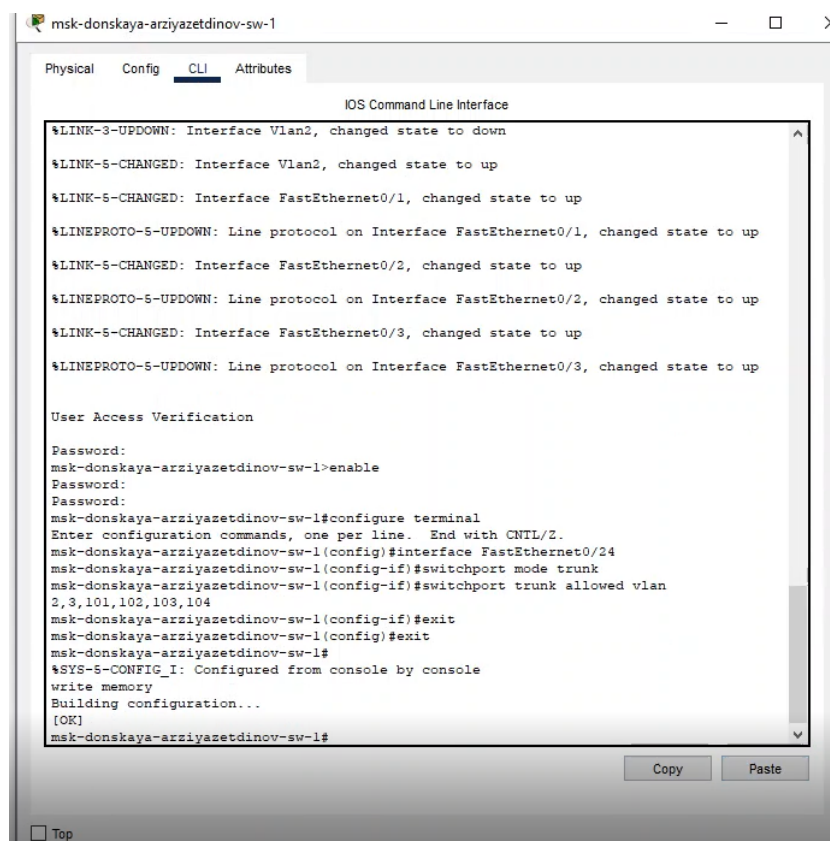 msk-donskaya-arziyazetdinov-sw-1
Physical Config CLI Attributes
IOS Command Line Interface
%LINK-3-UPDOWN: Interface Vlan2, changed state to down
%LINK-5-CHANGED: Interface Vlan2, changed state to up
%LINK-5-CHANGED: Interface FastEthernet0/1, changed state to up
%LINEPROTO-5-UPDOWN: Line protocol on Interface FastEthernet0/1, changed state to up
%LINK-5-CHANGED: Interface FastEthernet0/2, changed state to up
%LINEPROTO-5-UPDOWN: Line protocol on Interface FastEthernet0/2, changed state to up
%LINK-5-CHANGED: Interface FastEthernet0/3, changed state to up
%LINEPROTO-5-UPDOWN: Line protocol on Interface FastEthernet0/3, changed state to up
User Access Verification
Password:
msk-donskaya-arziyazetdinov-sw-1>enable
Password:
Password:
msk-donskaya-arziyazetdinov-sw-1#configure terminal
Enter configuration commands, one per line. End with CNTL/Z.
msk-donskaya-arziyazetdinov-sw-1(config)#interface FastEthernet0/24
msk-donskaya-arziyazetdinov-sw-1(config-if)#switchport mode trunk
msk-donskaya-arziyazetdinov-sw-1(config-if)#switchport trunk allowed vlan
2,3,101,102,103,104
msk-donskaya-arziyazetdinov-sw-1(config-if)#exit
msk-donskaya-arziyazetdinov-sw-1(config)#exit
msk-donskaya-arziyazetdinov-sw-1#
%SYS-5-CONFIG_I: Configured from console by console
write memory
Building configuration...
[OK]
msk-donskaya-arziyazetdinov-sw-1#
Copy Paste
Top